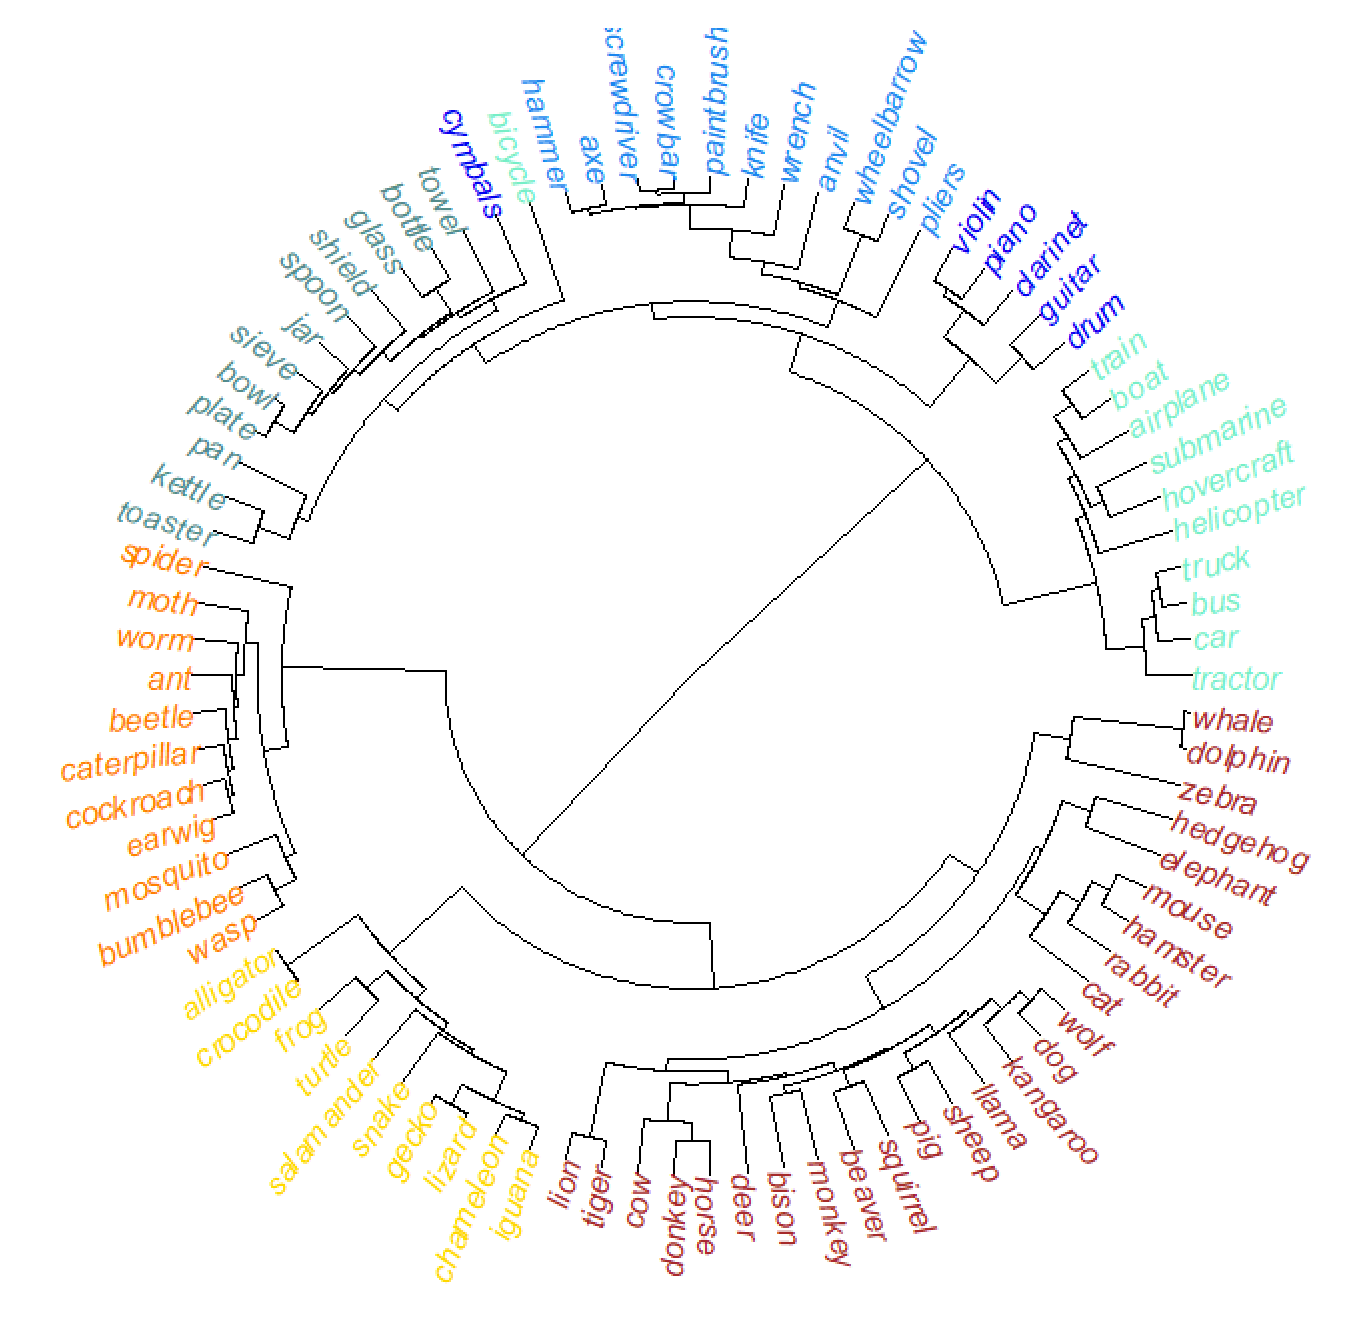 hammer
axe
crewdriver
crowbar
paintbrush
knife
wrench
anvil
wheelbarrow
shovel
pliers
violin
piano
clarinet
guitar
drum
train
boat
airplane
submarine
hovercraft
helicopter
truck
bus
car
tractor
whale
dolphin
zebra
hedgehog
elephant
mouse
hamster
rabbit
cat
wolf
dog
kangaroo
llama
sheep
pig
squirrel
beaver
monkey
bison
deer
horse
donkey
cow
tiger
lion
iguana
chameleon
lizard
gecko
snake
salamander
turtle
frog
crocodile
alligator
wasp
bumblebee
mosquito
earwig
cockroach
caterpillar
beetle
ant
worm
moth
spider
toaster
kettle
pan
plate
bowl
sieve
jar
spoon
shield
glass
bottle
towel
cymbals
bicycle